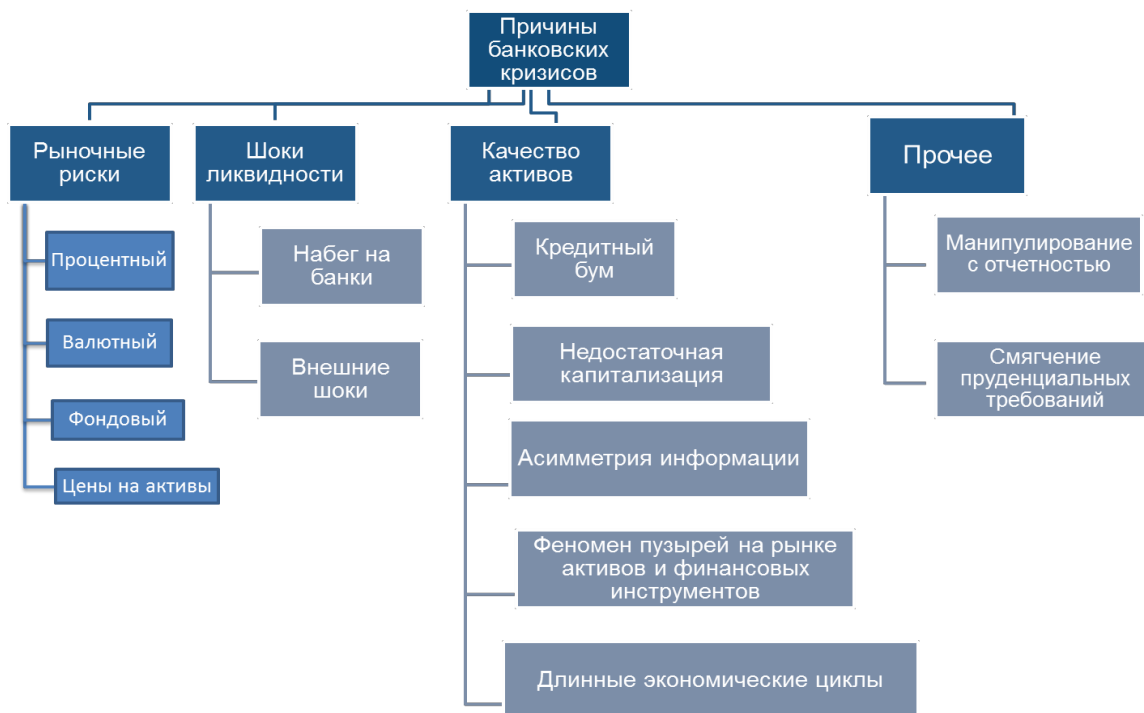 Причины
банковских
кризисов
Рыночные
риски
Процентный
Валютный
Фондовый
Цены на активы
Шоки
ликвидности
Набег на
банки
Внешние
шоки
Качество
активов
Кредитный
бум
Недостаточная
капитализация
Асимметрия информации
Феномен пузырей на рынке
активов и финансовых
инструментов
Длинные экономические циклы
Прочее
Манипулирование
с отчетностью
Смягчение
пруденциальных
требований